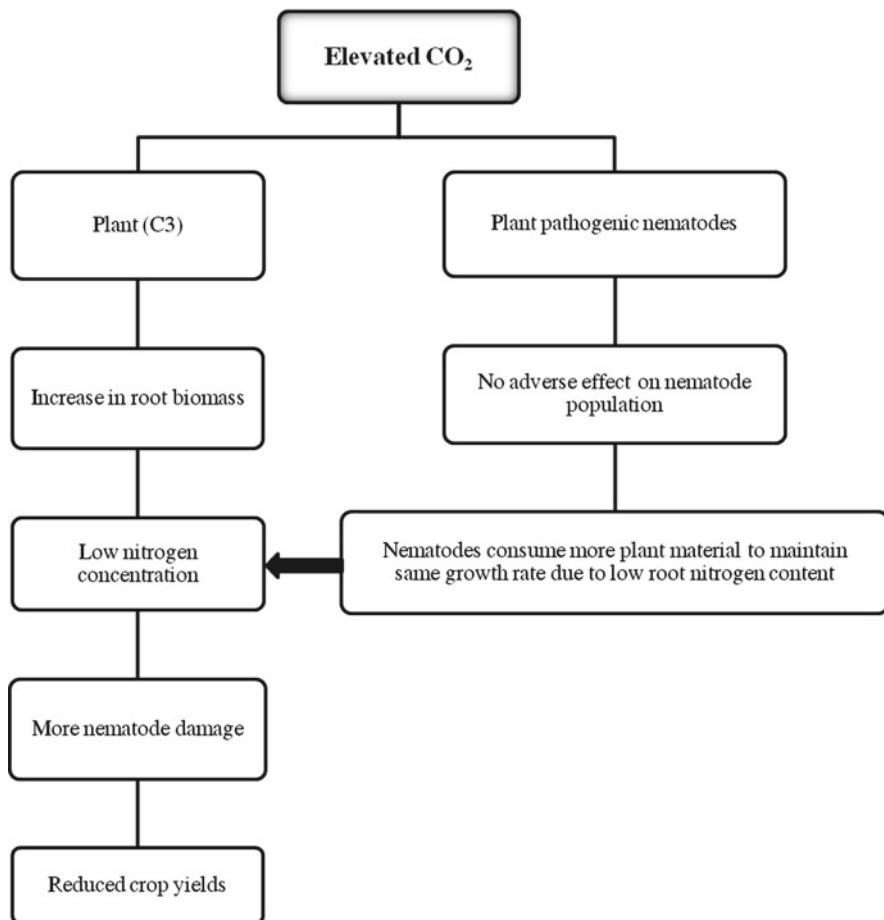 Elevated CO₂
Plant (C3)
Plant pathogenic nematodes
Increase in root biomass
No adverse effect on nematode
population
Low nitrogen
concentration
Nematodes consume more plant material to maintain
same growth rate due to low root nitrogen content
More nematode damage
Reduced crop yields